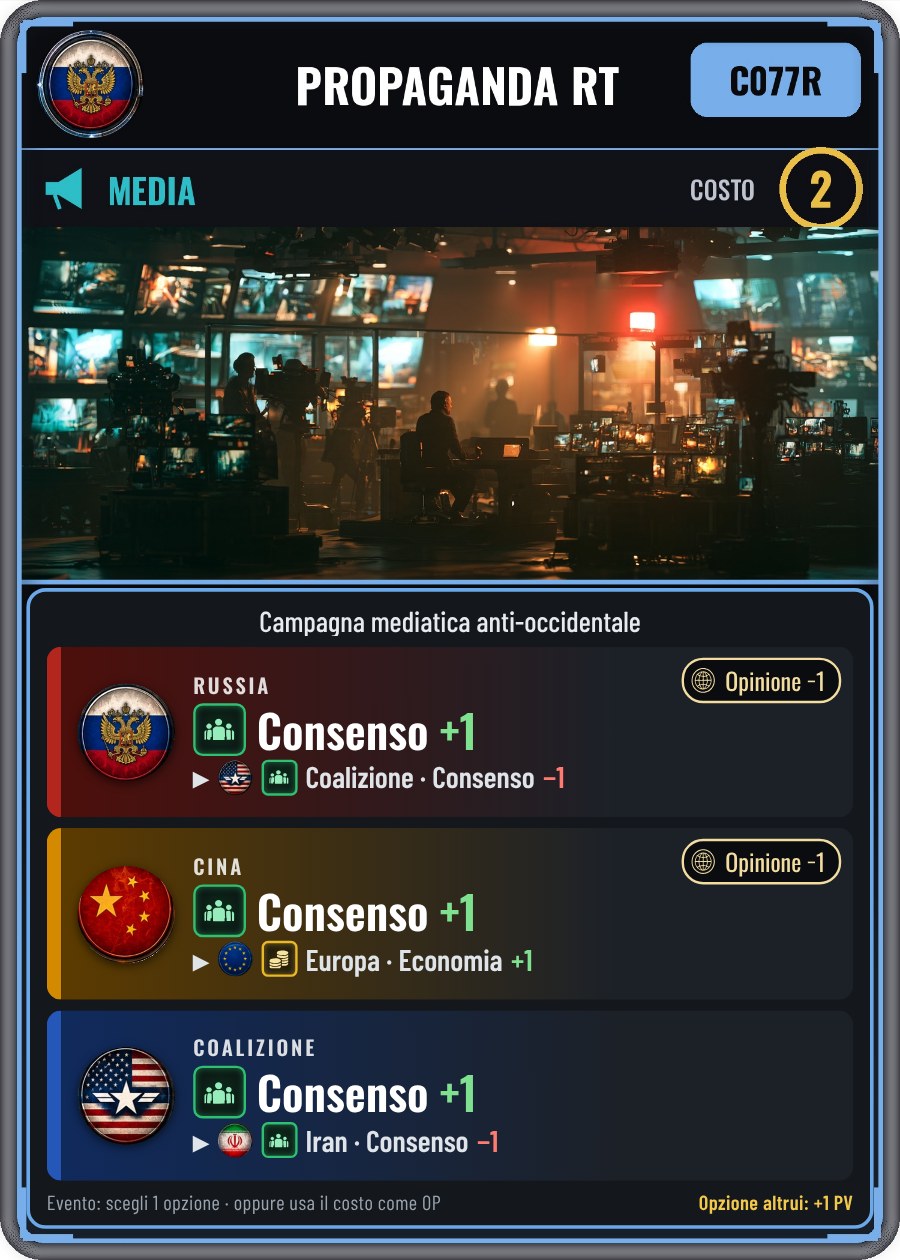 PROPAGANDA RT
C077R
MEDIA
COSTO
2
Campagna mediatica anti-occidentale
RUSSIA
Opinione −1
Consenso +1
▶ Coalizione · Consenso −1
CINA
Opinione −1
Consenso +1
▶ Europa · Economia +1
COALIZIONE
Consenso +1
▶ Iran · Consenso −1
Evento: scegli 1 opzione · oppure usa il costo come OP
Opzione altrui: +1 PV